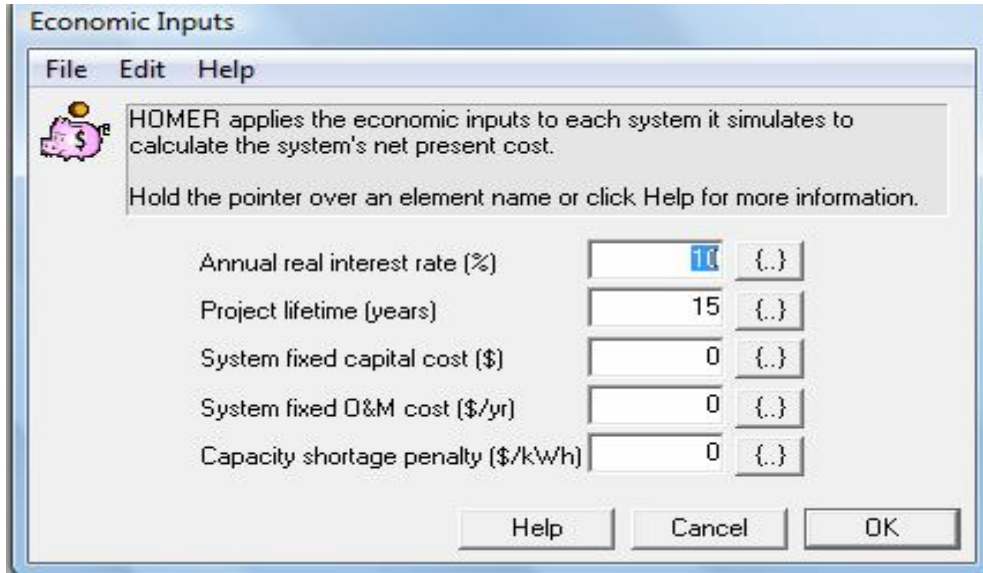 Economic Inputs
File Edit Help
$
HOMER applies the economic inputs to each system it simulates to
calculate the system's net present cost.
Hold the pointer over an element name or click Help for more information.
Annual real interest rate (%) 10 {..}
Project lifetime (years) 15 {..}
System fixed capital cost ($) 0 {..}
System fixed O&M cost ($/yr) 0 {..}
Capacity shortage penalty ($/kWh) 0 {..}
Help Cancel OK